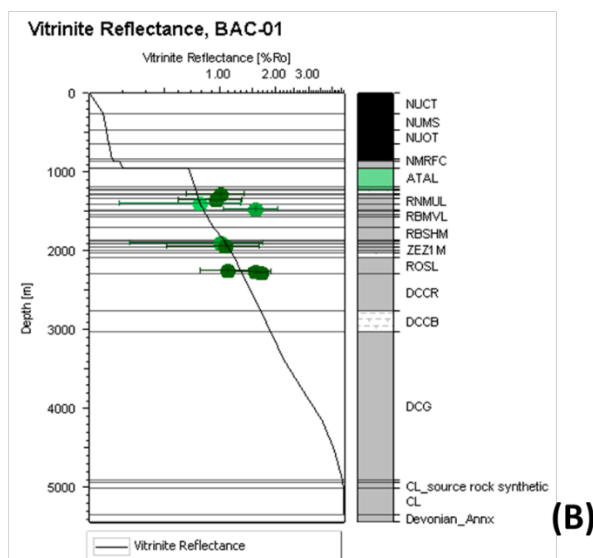 Vitrinite Reflectance, BAC-01
Vitrinite Reflectance [%Ro]
1.00 2.00 3.00
0
1000
2000
3000
4000
5000
Depth [m]
NUCT
NUMS
NUOT
NMRFC
ATAL
RNMUL
RBMVL
RBSHM
ZEZ1M
ROSL
DCCR
DCCB
DCG
CL_source rock synthetic
CL
Devonian_Annx
(B)
Vitrinite Reflectance